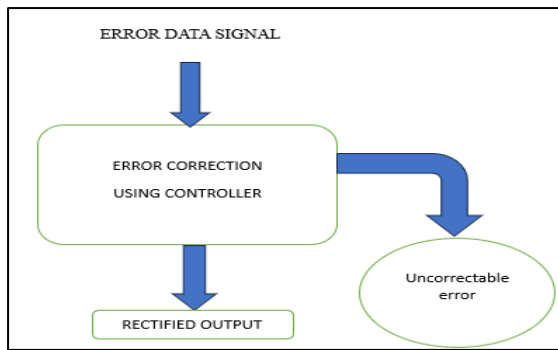 ERROR DATA SIGNAL
ERROR CORRECTION
USING CONTROLLER
Uncorrectable
error
RECTIFIED OUTPUT